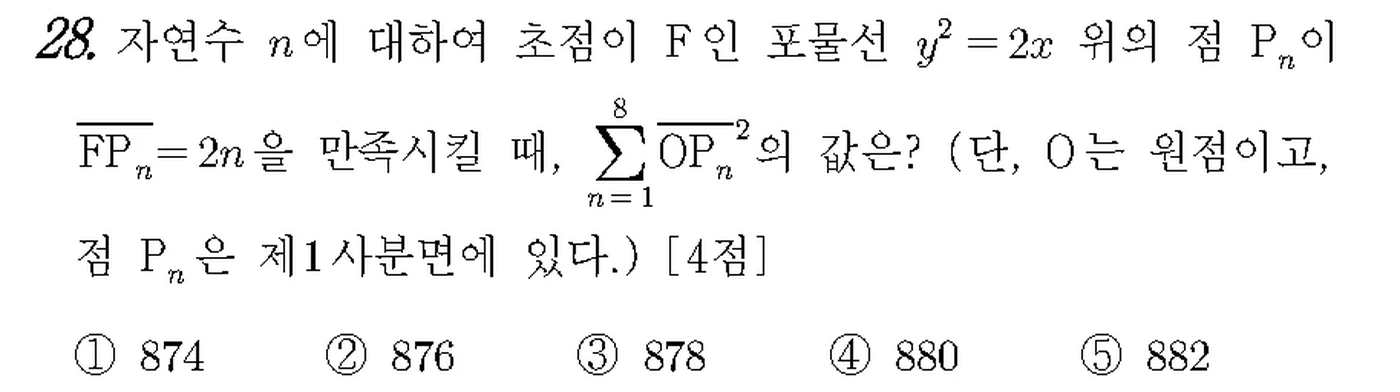 28. 자연수 n에 대하여 초점이 F인 포물선 y² = 2x 위의 점 Pₙ이
F̅P̅ₙ = 2n을 만족시킬 때, ∑ₙ₌₁⁸ O̅P̅ₙ²의 값은? (단, O는 원점이고,
점 Pₙ은 제1사분면에 있다.) [4점]
① 874 ② 876 ③ 878 ④ 880 ⑤ 882